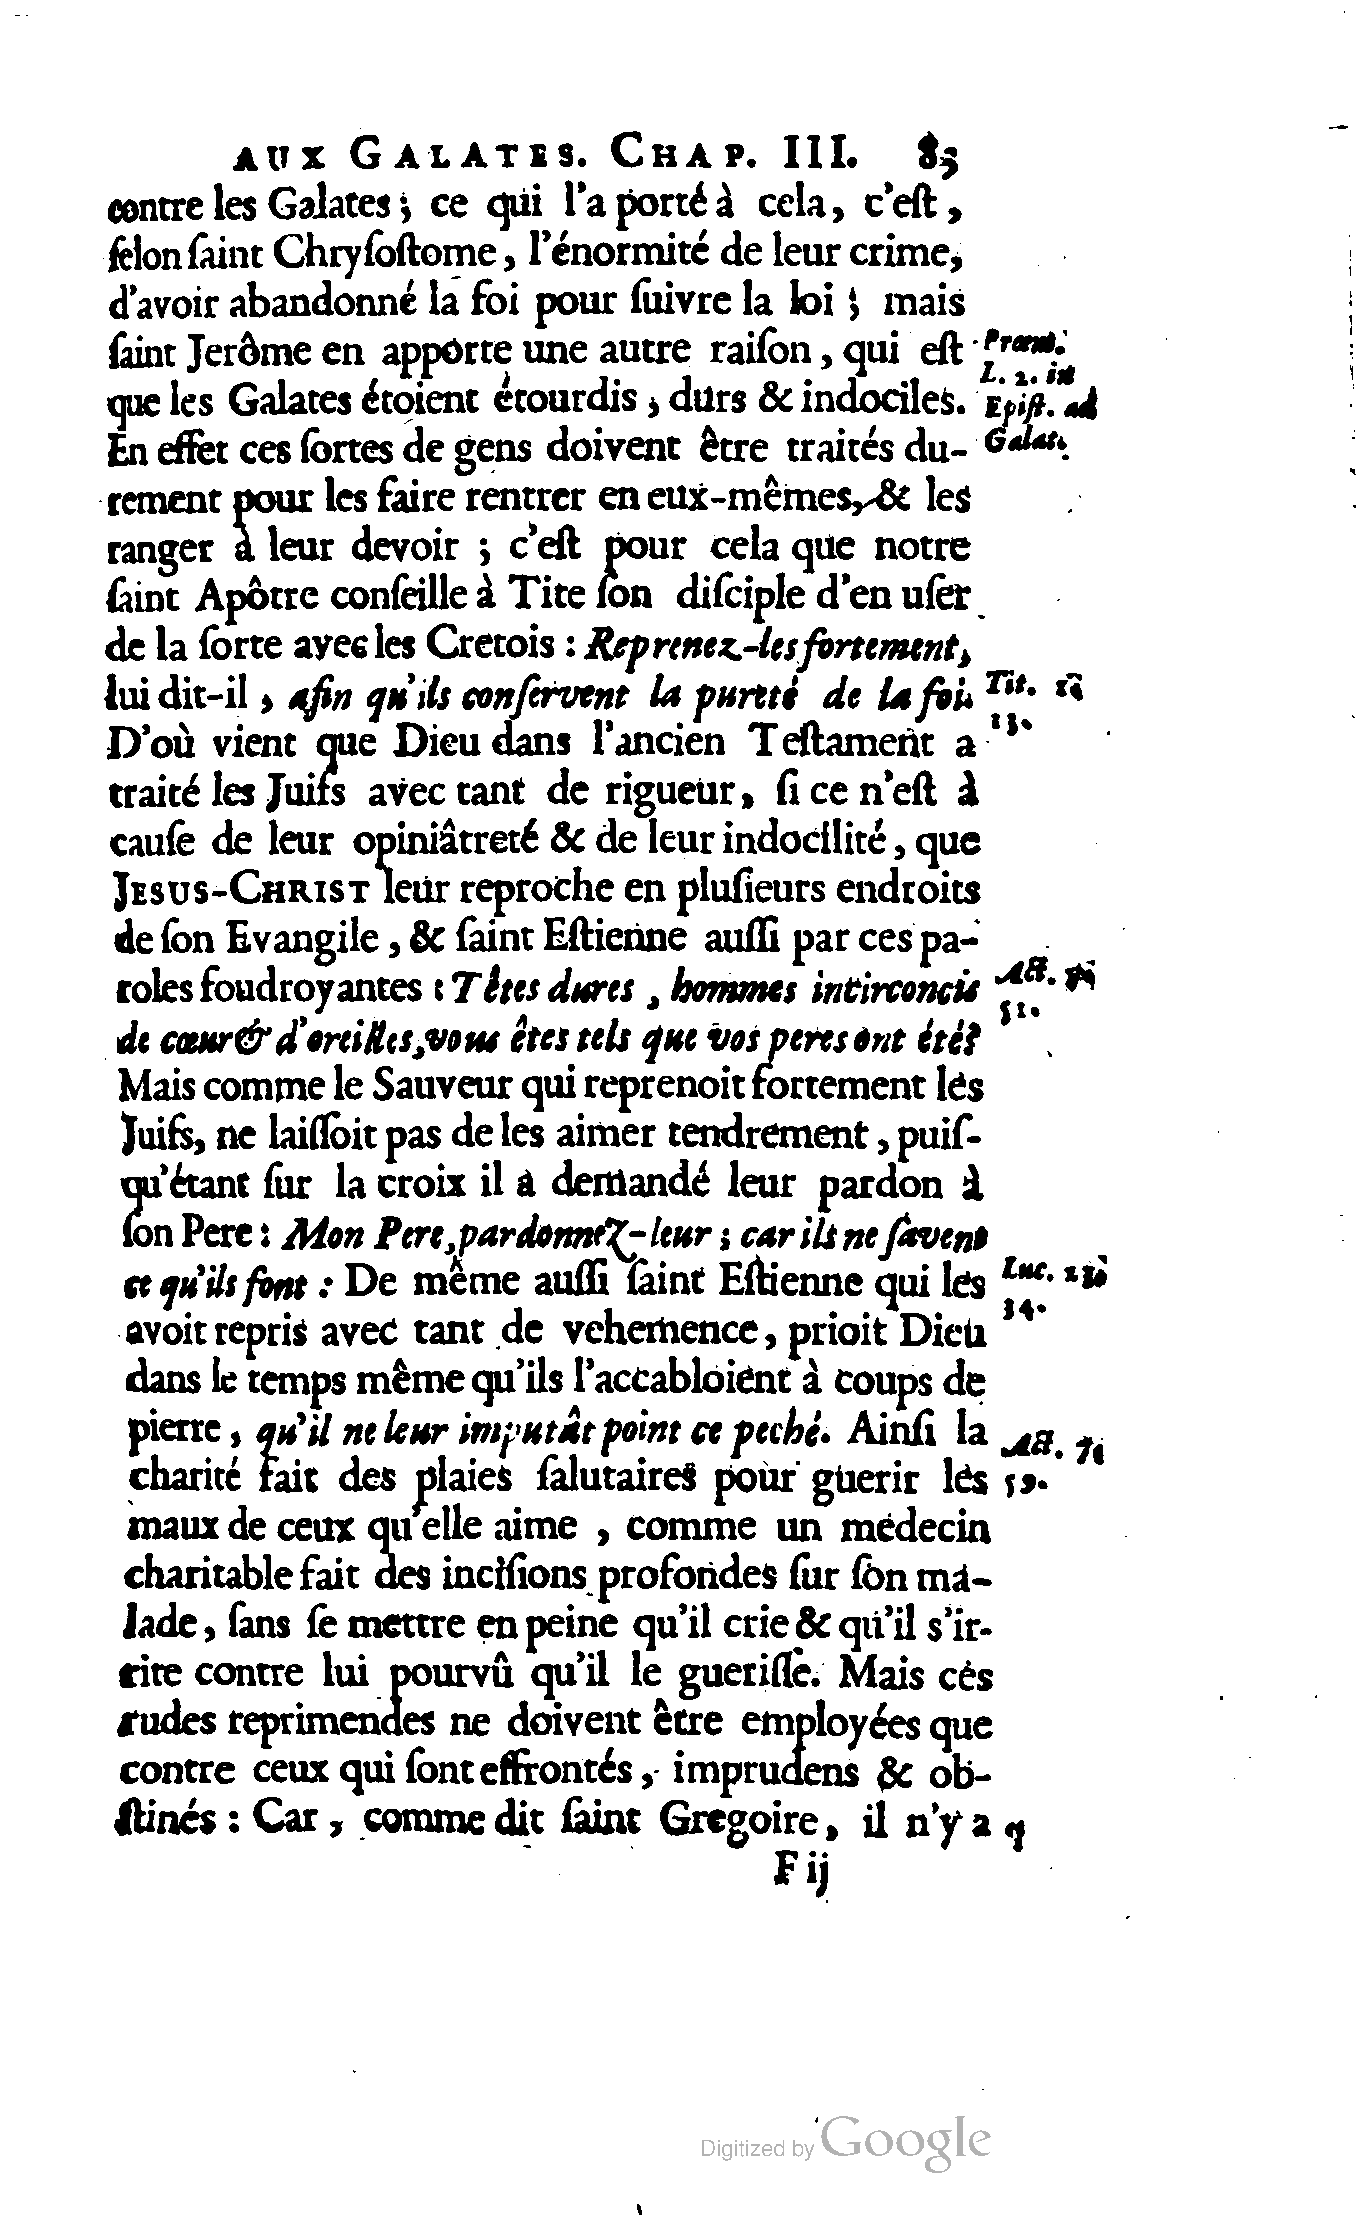 AUX GALATES. CHAP. III. 85
contre les Galates ; ce qui l'a porté à cela, c'eſt,
ſelon ſaint Chryſoſtome, l'énormité de leur crime,
d'avoir abandonné la foi pour ſuivre la loi ; mais
ſaint Jerôme en apporte une autre raiſon, qui eſt
que les Galates étoient étourdis, durs & indociles.
En effet ces ſortes de gens doivent être traités du-
rement pour les faire rentrer en eux-mêmes, & les
ranger à leur devoir ; c'eſt pour cela que notre
ſaint Apôtre conſeille à Tite ſon diſciple d'en uſer
de la ſorte avec les Cretois : Reprenez-les fortement,
lui dit-il, afin qu'ils conſervent la pureté de la foi.
D'où vient que Dieu dans l'ancien Teſtament a
traité les Juifs avec tant de rigueur, ſi ce n'eſt à
cauſe de leur opiniâtreté & de leur indocilité, que
JESUS-CHRIST leur reproche en pluſieurs endroits
de ſon Evangile, & ſaint Eſtienne auſſi par ces pa-
roles foudroyantes : Têtes dures, hommes incirconcis
de cœur & d'oreilles, vous êtes tels que vos peres ont été ?
Mais comme le Sauveur qui reprenoit fortement les
Juifs, ne laiſſoit pas de les aimer tendrement, puiſ-
qu'étant ſur la croix il a demandé leur pardon à
ſon Pere : Mon Pere, pardonnez-leur ; car ils ne ſavent
ce qu'ils font : De même auſſi ſaint Eſtienne qui les
avoit repris avec tant de vehemence, prioit Dieu
dans le temps même qu'ils l'accabloient à coups de
pierre, qu'il ne leur imputât point ce peché. Ainſi la
charité fait des plaies ſalutaires pour guerir les
maux de ceux qu'elle aime, comme un medecin
charitable fait des inciſions profondes ſur ſon ma-
lade, ſans ſe mettre en peine qu'il crie & qu'il s'ir-
rite contre lui pourvû qu'il le gueriſſe. Mais ces
rudes reprimendes ne doivent être employées que
contre ceux qui ſont effrontés, imprudens & ob-
ſtinés : Car, comme dit ſaint Gregoire, il n'y a
F ij
Proœm.
L. 2. in
Epiſt. ad
Galat.
Tit. 1.
13.
Act. 7.
51.
Luc. 23.
34.
Act. 7.
59.
Digitized by Google